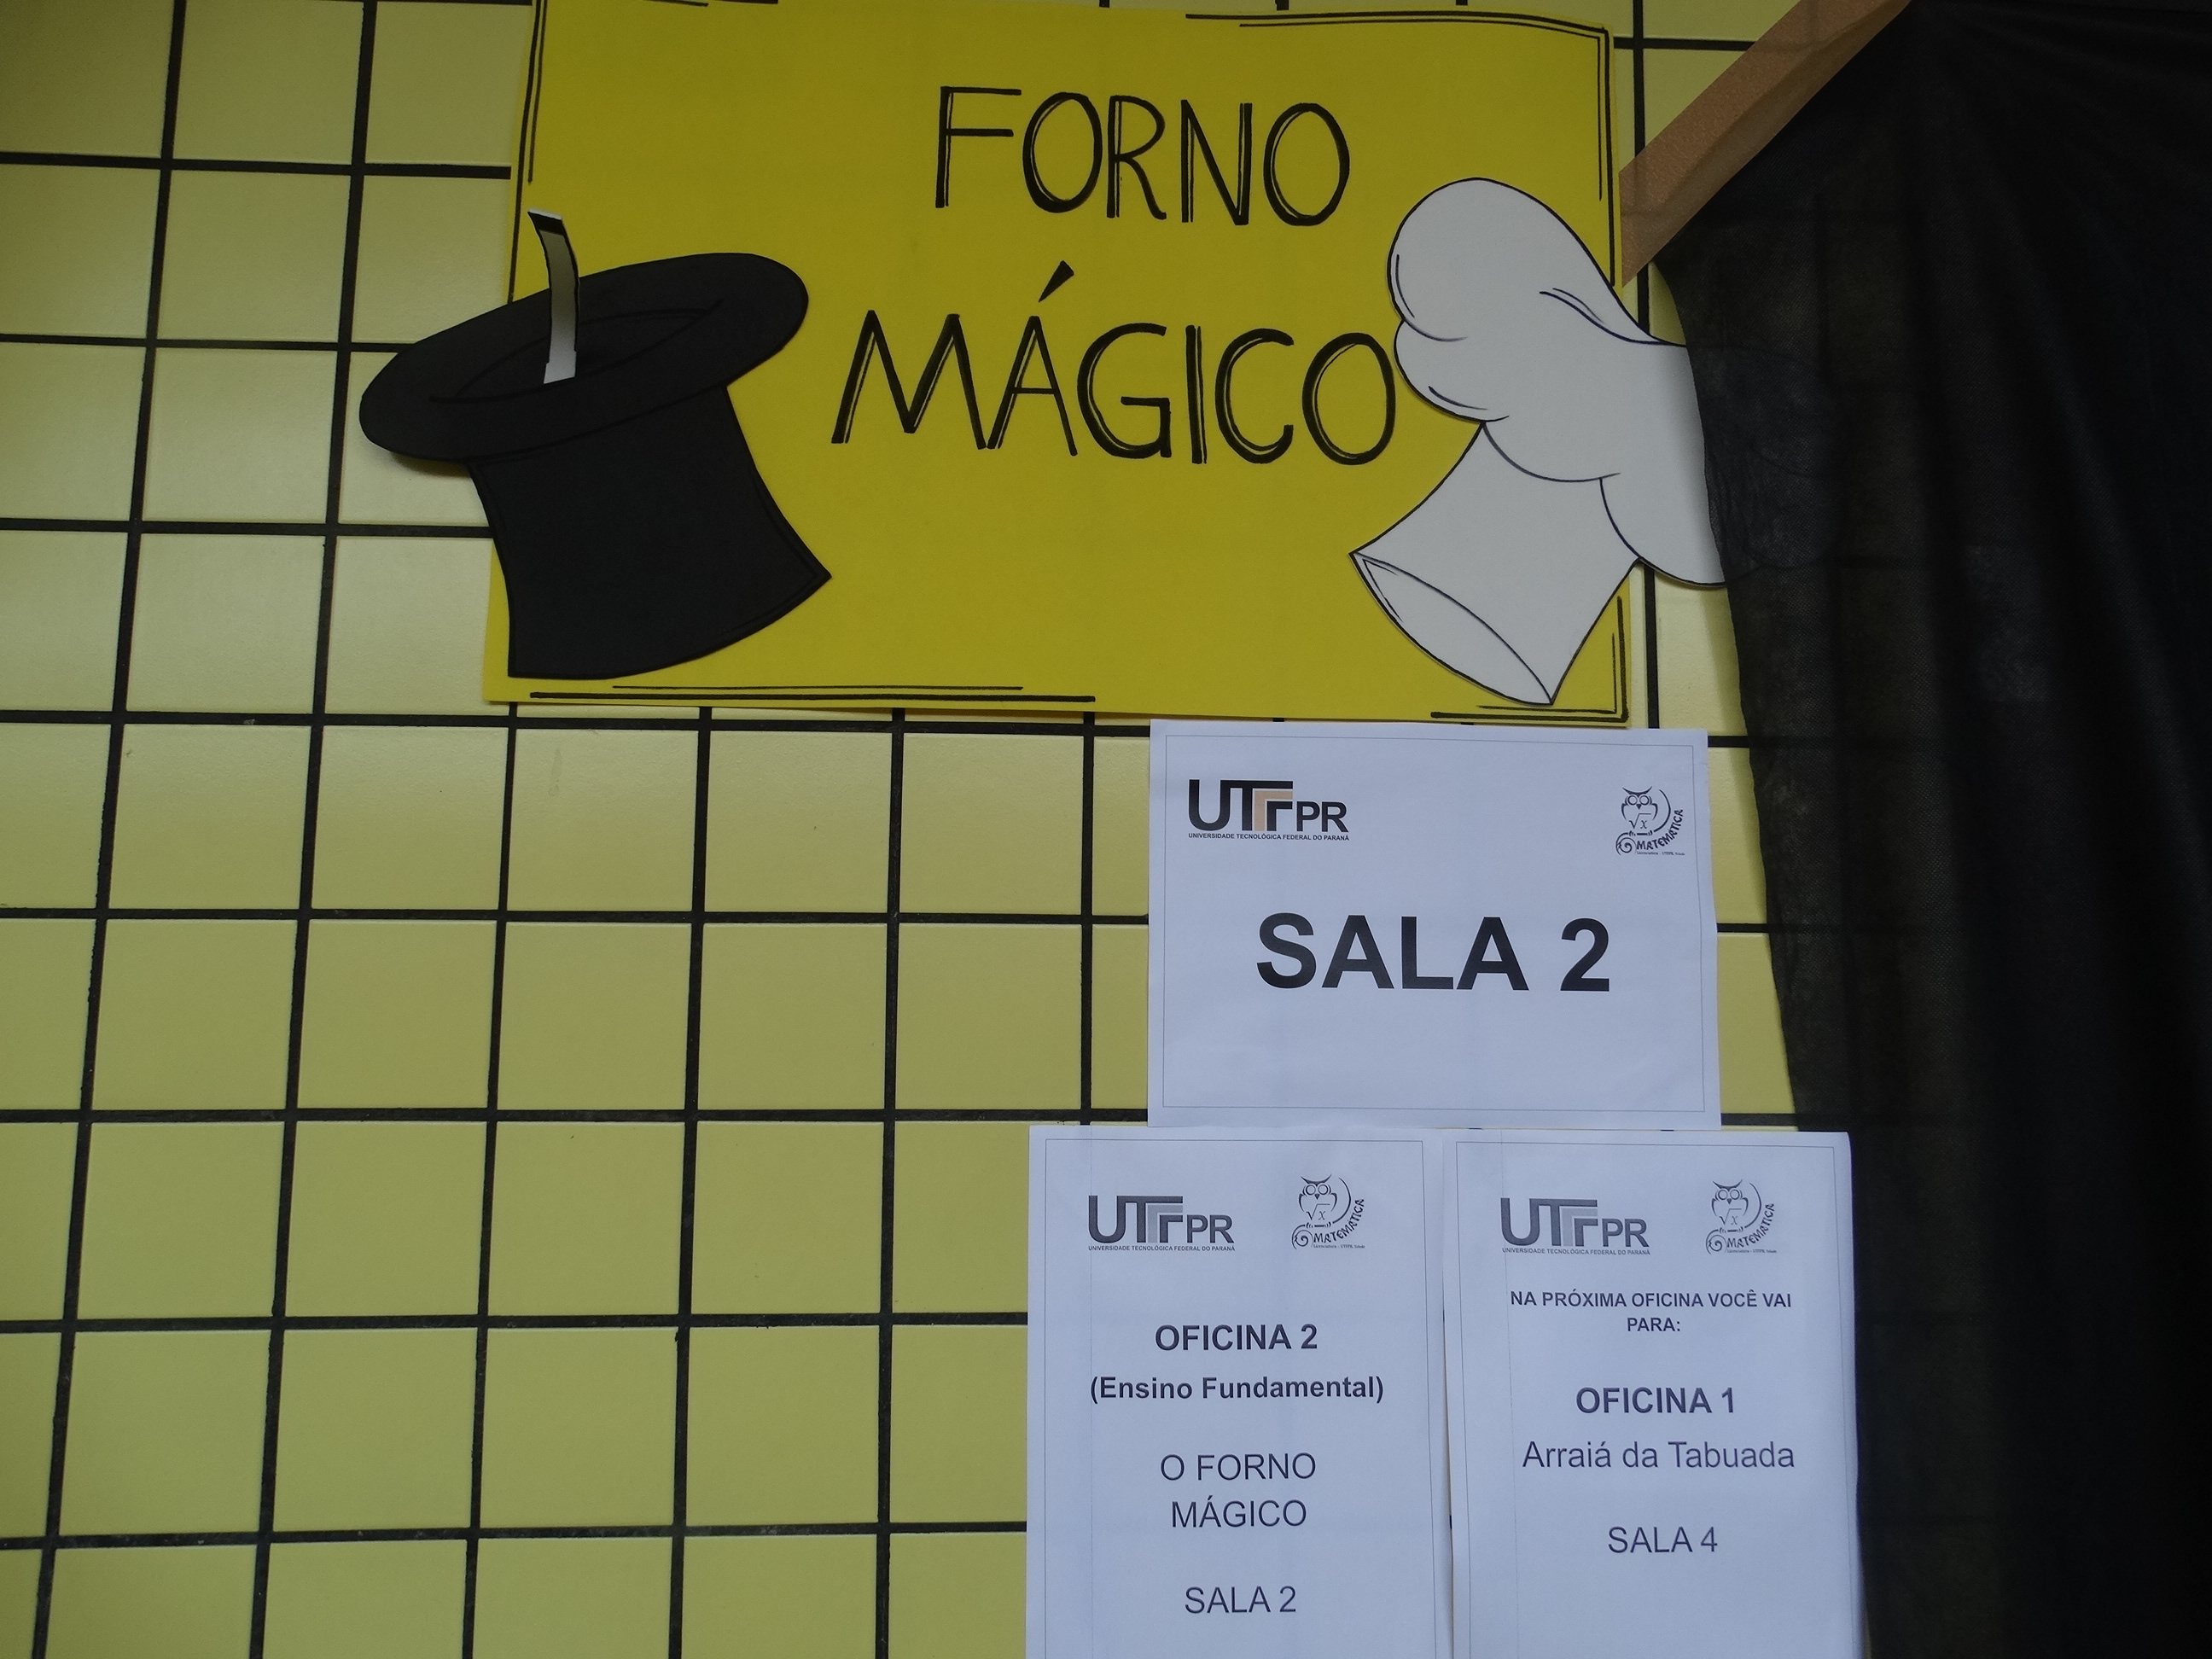 FORNO
MÁGICO
UTFPR
UNIVERSIDADE TECNOLÓGICA FEDERAL DO PARANÁ
√x
MATEMÁTICA
SALA 2
UTFPR
UNIVERSIDADE TECNOLÓGICA FEDERAL DO PARANÁ
√x
MATEMÁTICA
OFICINA 2
(Ensino Fundamental)
O FORNO
MÁGICO
SALA 2
UTFPR
UNIVERSIDADE TECNOLÓGICA FEDERAL DO PARANÁ
√x
MATEMÁTICA
NA PRÓXIMA OFICINA VOCÊ VAI
PARA:
OFICINA 1
Arraiá da Tabuada
SALA 4